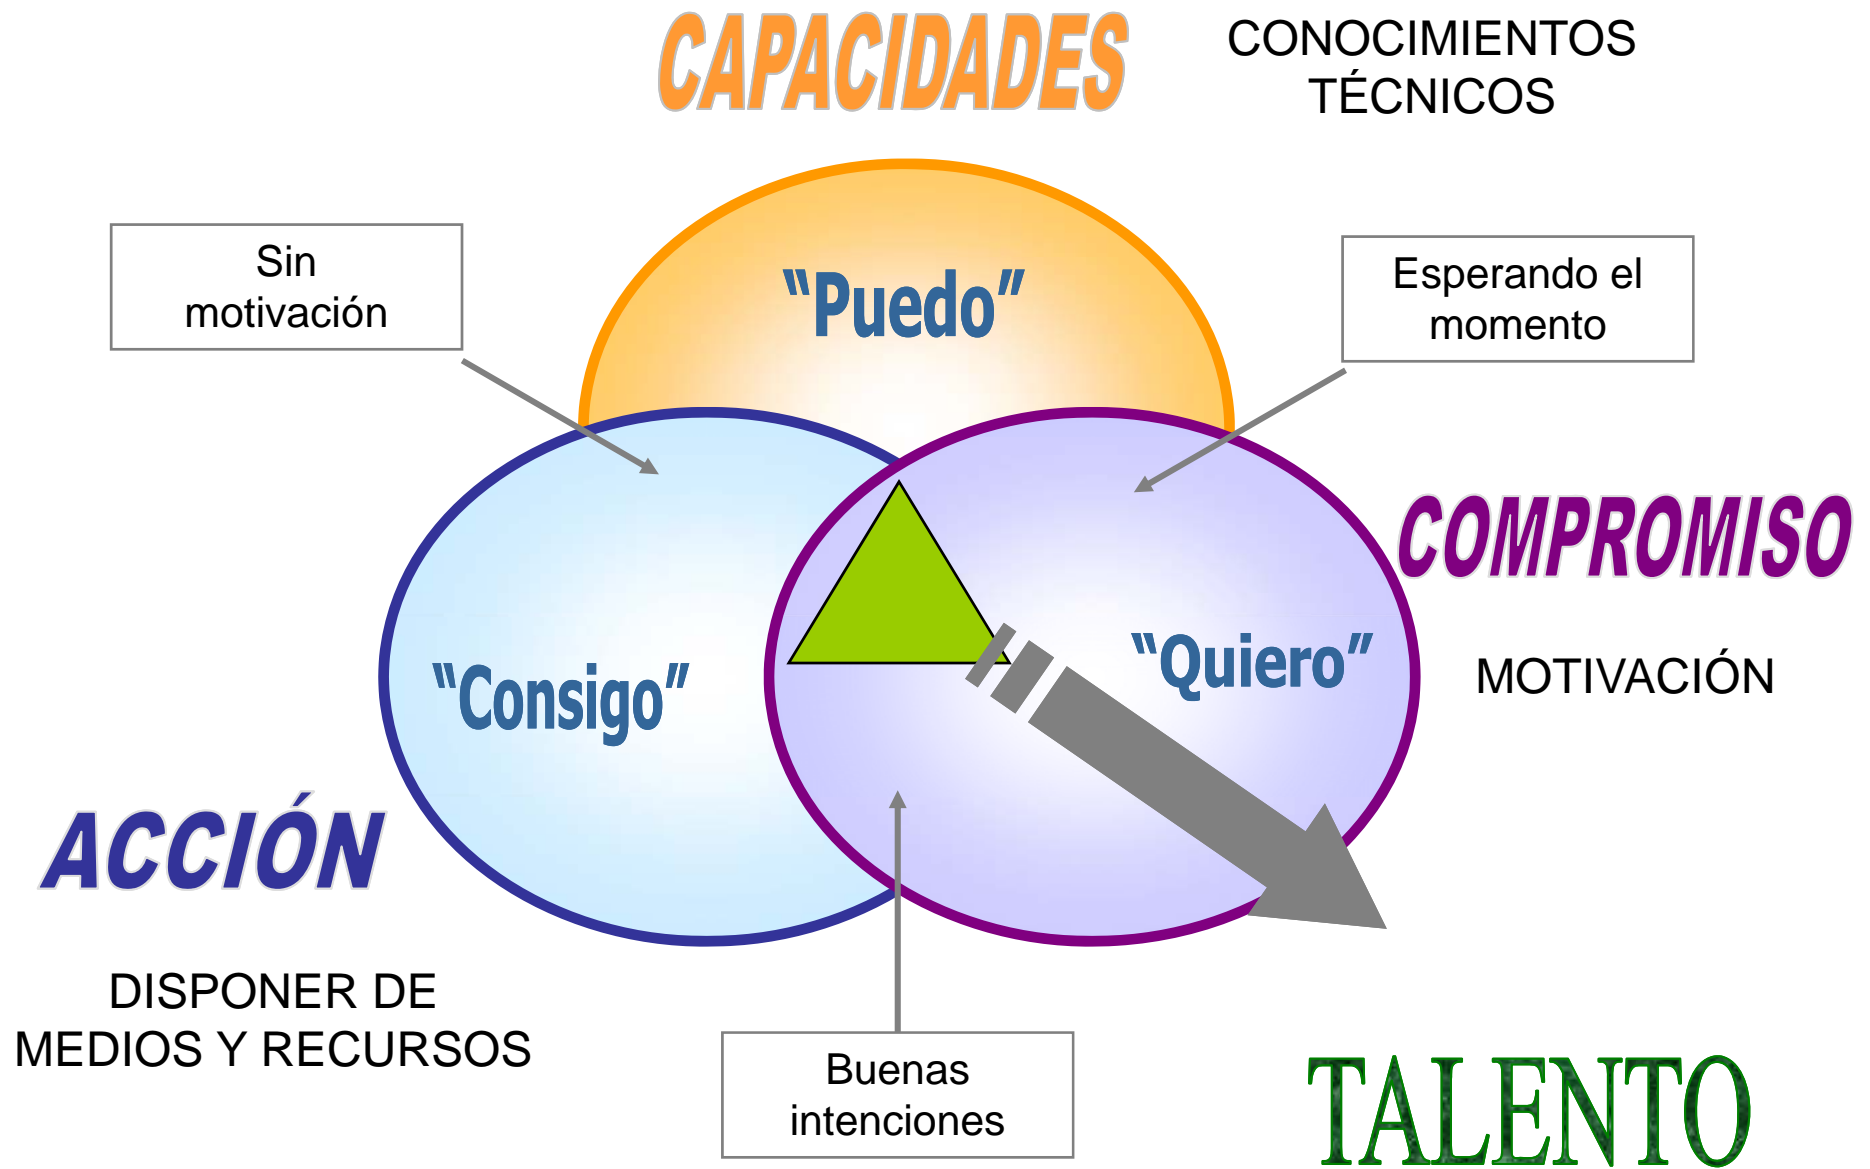 CAPACIDADES
CONOCIMIENTOS
TÉCNICOS
Sin
motivación
“Puedo”
Esperando el
momento
COMPROMISO
“Consigo”
“Quiero”
MOTIVACIÓN
ACCIÓN
DISPONER DE
MEDIOS Y RECURSOS
Buenas
intenciones
TALENTO